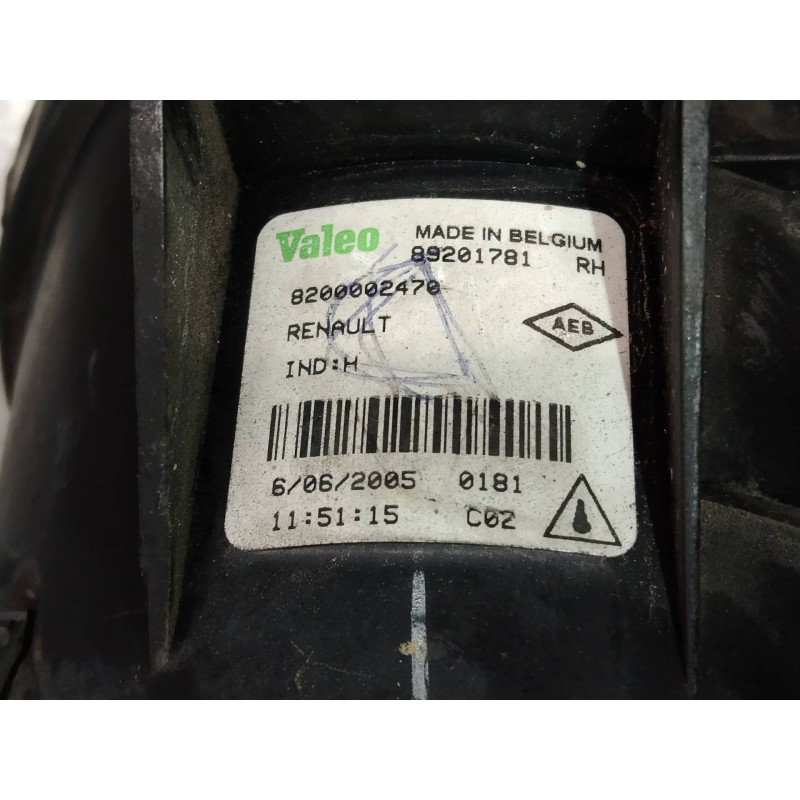 Valeo MADE IN BELGIUM
89201781 RH
8200002470
RENAULT AEB
IND:H
6/06/2005 0181
11:51:15 C02